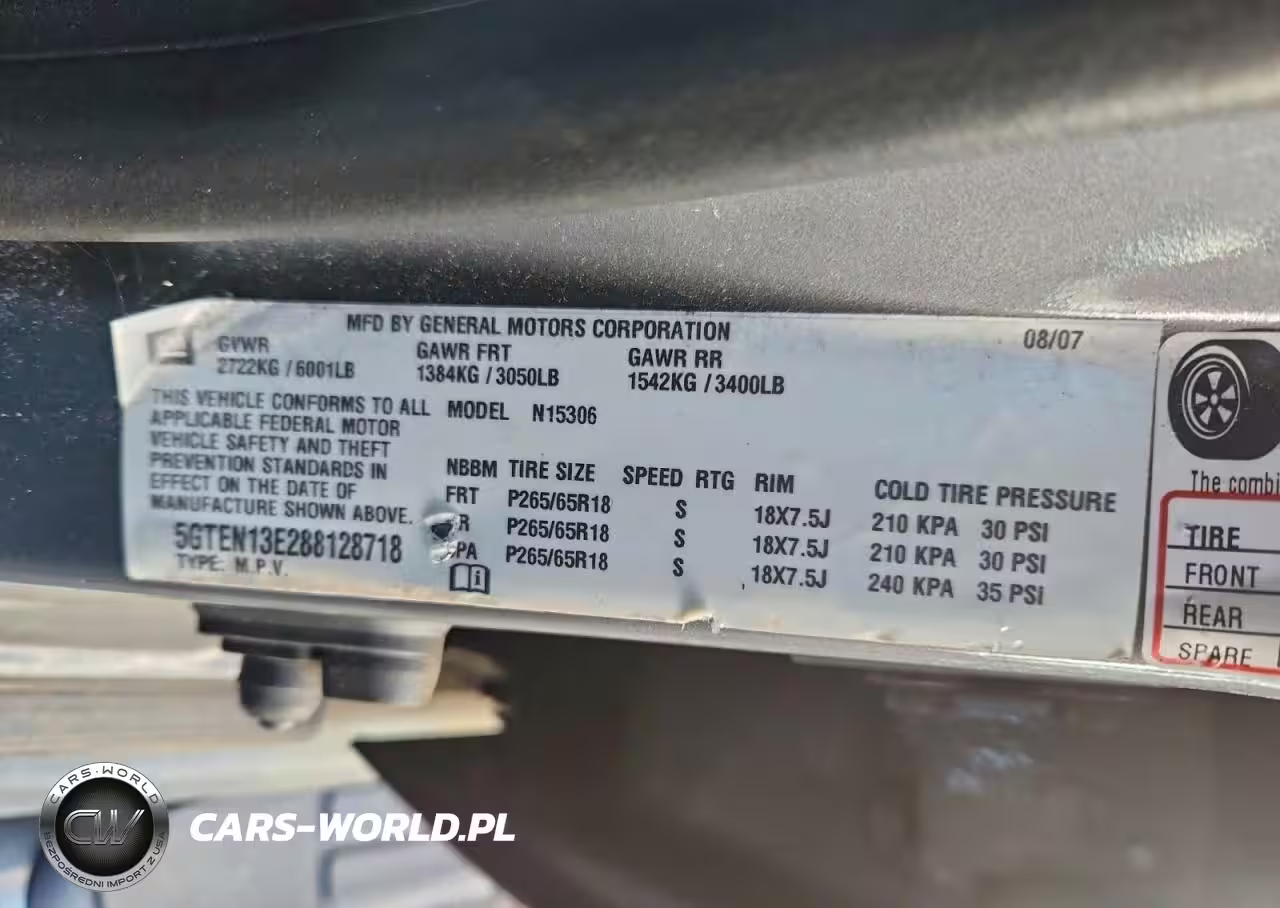 MFD BY GENERAL MOTORS CORPORATION 08/07
GVWR GAWR FRT GAWR RR
2722KG / 6001LB 1384KG / 3050LB 1542KG / 3400LB
THIS VEHICLE CONFORMS TO ALL
APPLICABLE FEDERAL MOTOR
VEHICLE SAFETY AND THEFT
PREVENTION STANDARDS IN
EFFECT ON THE DATE OF
MANUFACTURE SHOWN ABOVE.
5GTEN13E288128718
TYPE: M.P.V.
MODEL N15306
NBBM TIRE SIZE SPEED RTG RIM COLD TIRE PRESSURE
FRT P265/65R18 S 18X7.5J 210 KPA 30 PSI
R P265/65R18 S 18X7.5J 210 KPA 30 PSI
PA P265/65R18 S 18X7.5J 240 KPA 35 PSI
The combi
TIRE
FRONT
REAR
SPARE
CARS-WORLD
CW
BEZPOŚREDNI IMPORT Z USA
CARS-WORLD.PL